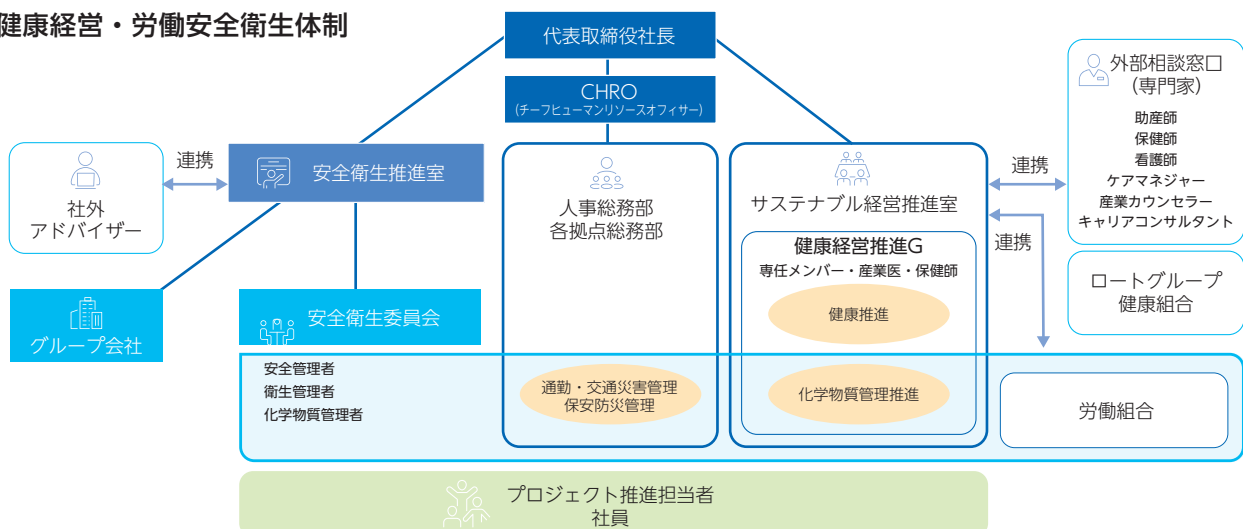 健康経営・労働安全衛生体制
代表取締役社長
CHRO
(チーフヒューマンリソースオフィサー)
社外
アドバイザー
連携
安全衛生推進室
グループ会社
安全衛生委員会
安全管理者
衛生管理者
化学物質管理者
人事総務部
各拠点総務部
通勤・交通災害管理
保安防災管理
サステナブル経営推進室
健康経営推進G
専任メンバー・産業医・保健師
健康推進
化学物質管理推進
連携
連携
外部相談窓口
(専門家)
助産師
保健師
看護師
ケアマネジャー
産業カウンセラー
キャリアコンサルタント
ロートグループ
健康組合
労働組合
プロジェクト推進担当者
社員